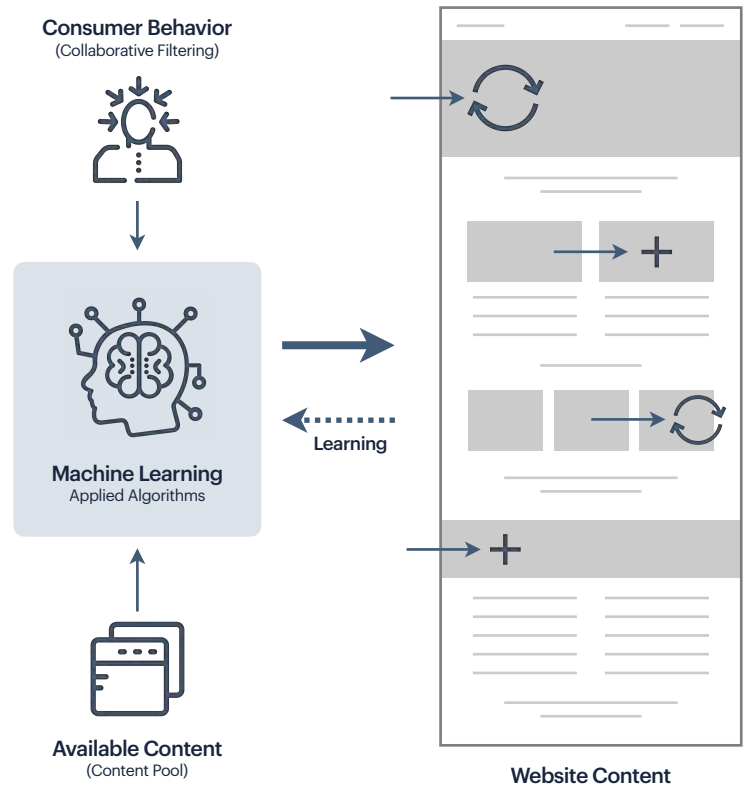 Consumer Behavior
(Collaborative Filtering)
Machine Learning
Applied Algorithms
Learning
Available Content
(Content Pool)
Website Content